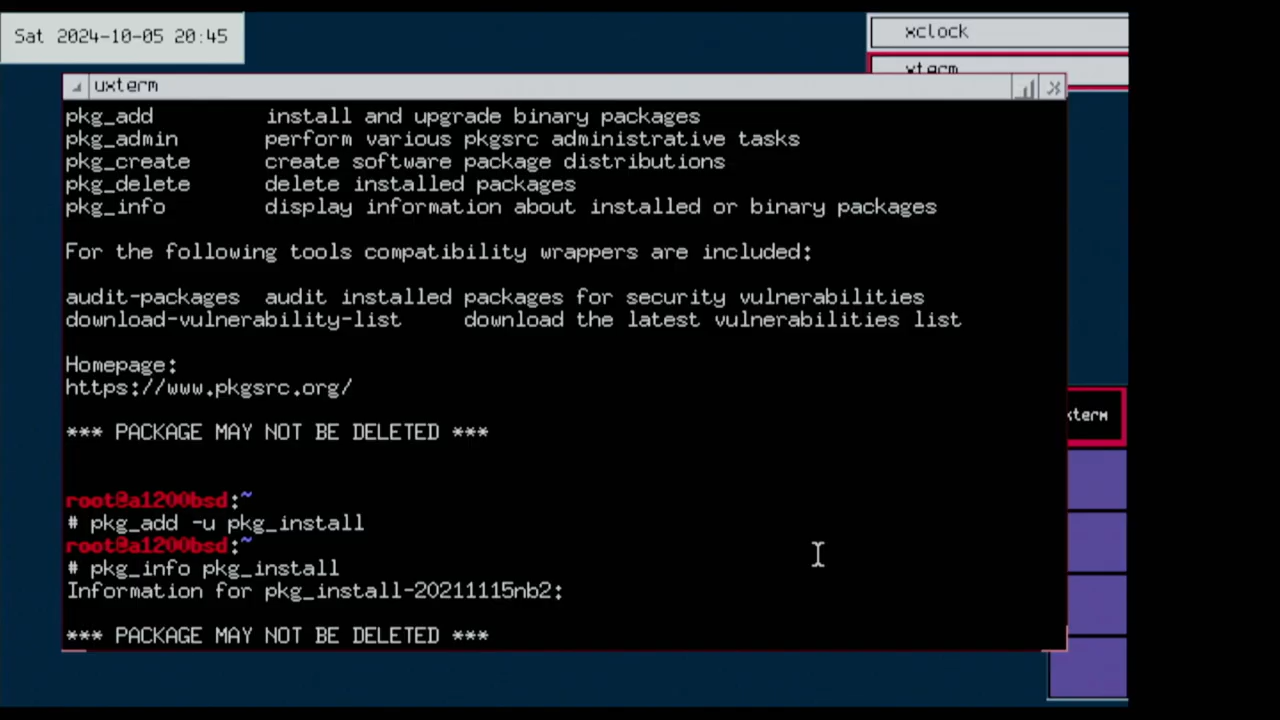 Sat 2024-10-05 20:45
xclock
xterm
uxterm
pkg_add install and upgrade binary packages
pkg_admin perform various pkgsrc administrative tasks
pkg_create create software package distributions
pkg_delete delete installed packages
pkg_info display information about installed or binary packages
For the following tools compatibility wrappers are included:
audit-packages audit installed packages for security vulnerabilities
download-vulnerability-list download the latest vulnerabilities list
Homepage:
https://www.pkgsrc.org/
*** PACKAGE MAY NOT BE DELETED ***
xterm
root@a1200bsd:~
# pkg_add -u pkg_install
root@a1200bsd:~
# pkg_info pkg_install
Information for pkg_install-20211115nb2:
*** PACKAGE MAY NOT BE DELETED ***